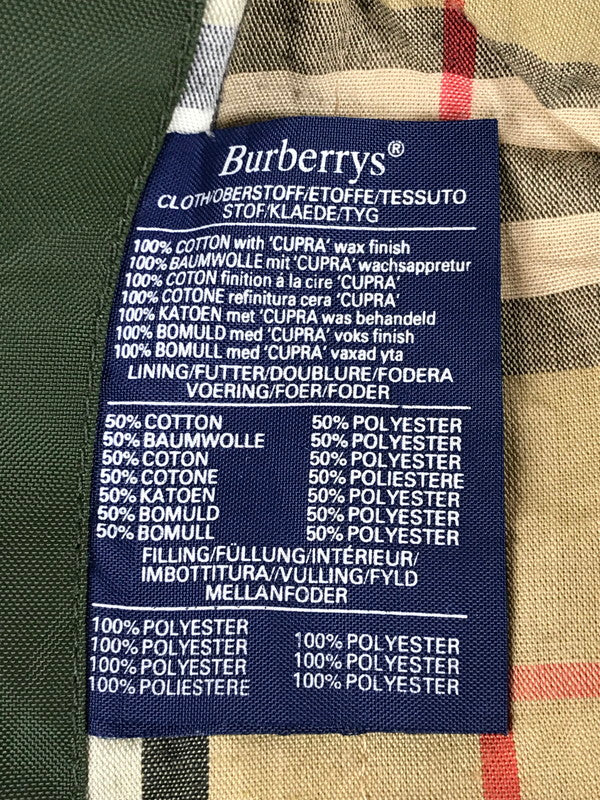 Burberrys®
CLOTH/OBERSTOFF/ETOFFE/TESSUTO
STOF/KLAEDE/TYG
100% COTTON with 'CUPRA' wax finish
100% BAUMWOLLE mit 'CUPRA' wachsappretur
100% COTON finition á la cire 'CUPRA'
100% COTONE refinitura cera 'CUPRA'
100% KATOEN met 'CUPRA was behandeld
100% BOMULD med 'CUPRA' voks finish
100% BOMULL med 'CUPRA' vaxad yta
LINING/FUTTER/DOUBLURE/FODERA
VOERING/FOER/FODER
50% COTTON 50% POLYESTER
50% BAUMWOLLE 50% POLYESTER
50% COTON 50% POLYESTER
50% COTONE 50% POLIESTERE
50% KATOEN 50% POLYESTER
50% BOMULD 50% POLYESTER
50% BOMULL 50% POLYESTER
FILLING/FÜLLUNG/INTÉRIEUR/
IMBOTTITURA//VULLING/FYLD
MELLANFODER
100% POLYESTER
100% POLYESTER 100% POLYESTER
100% POLYESTER 100% POLYESTER
100% POLIESTERE 100% POLYESTER